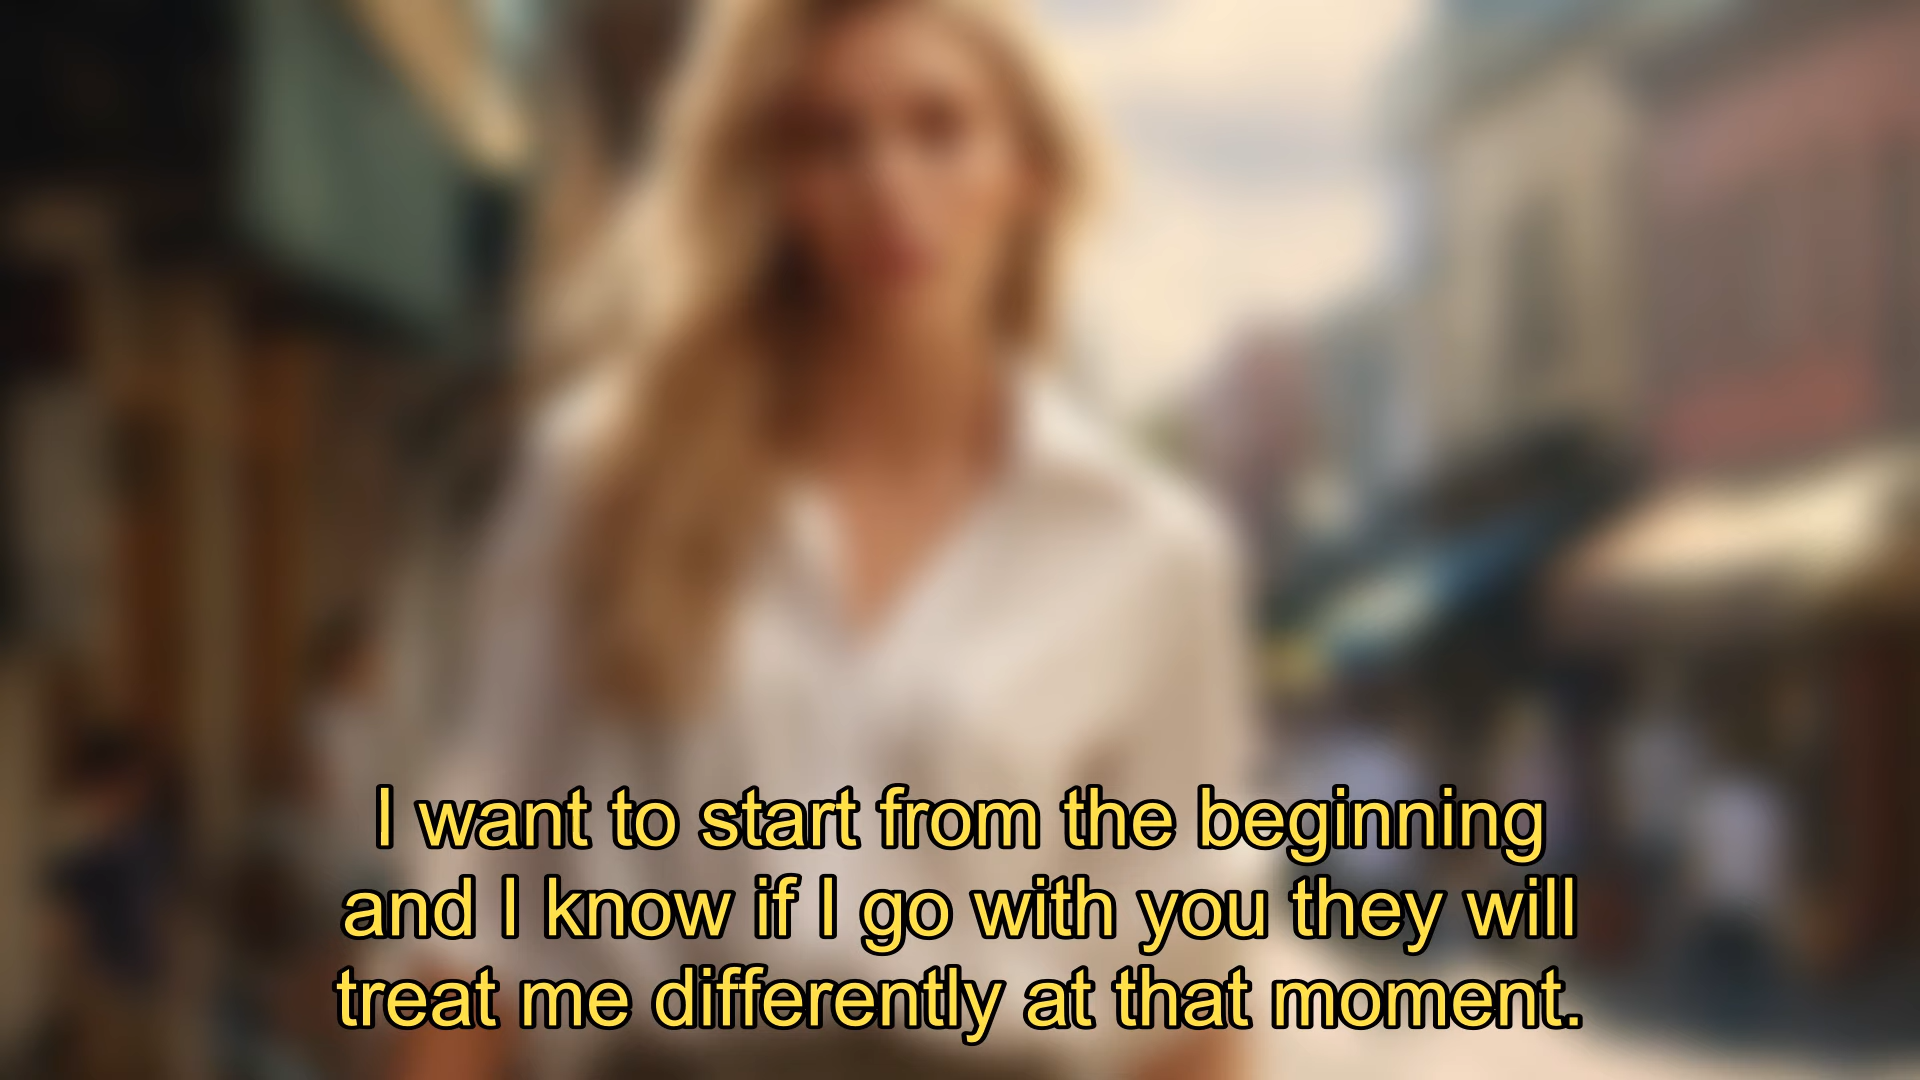 I want to start from the beginning
and I know if I go with you they will
treat me differently at that moment.